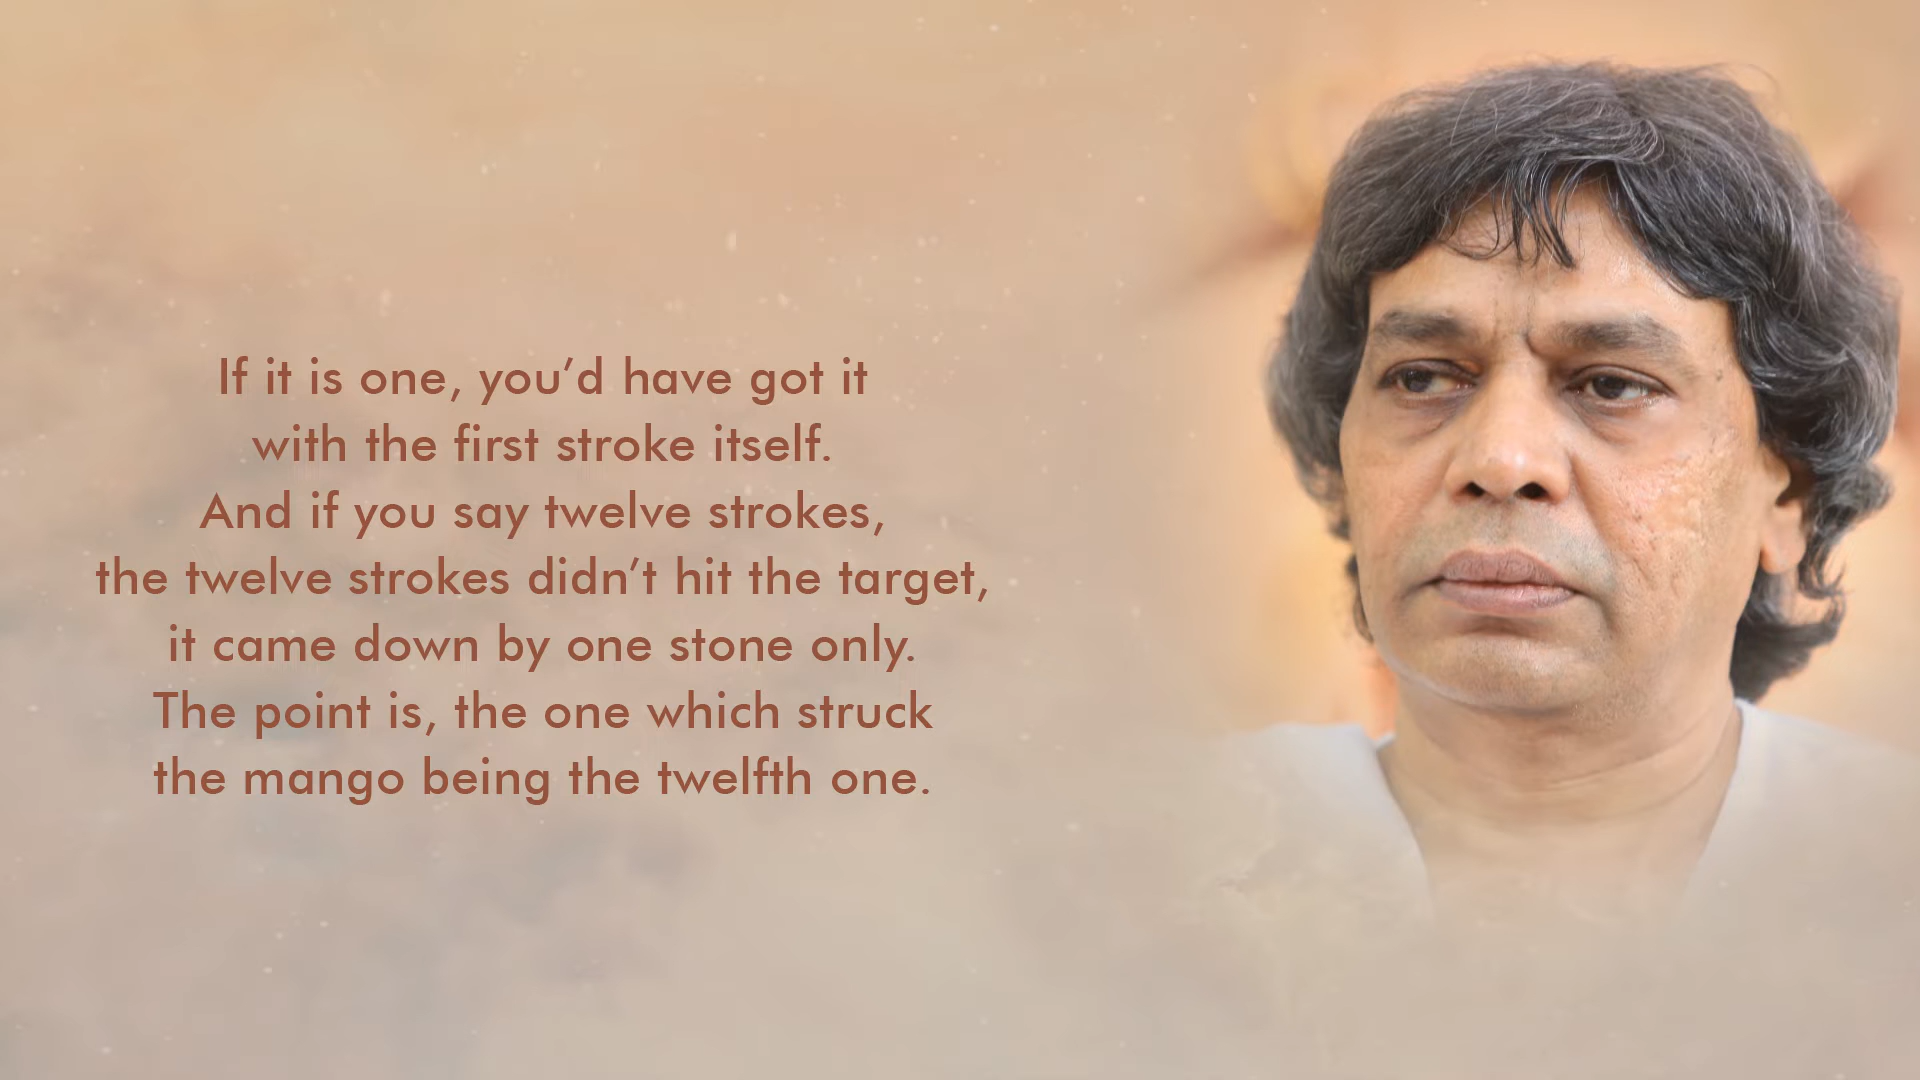 If it is one, you’d have got it
with the first stroke itself.
And if you say twelve strokes,
the twelve strokes didn’t hit the target,
it came down by one stone only.
The point is, the one which struck
the mango being the twelfth one.